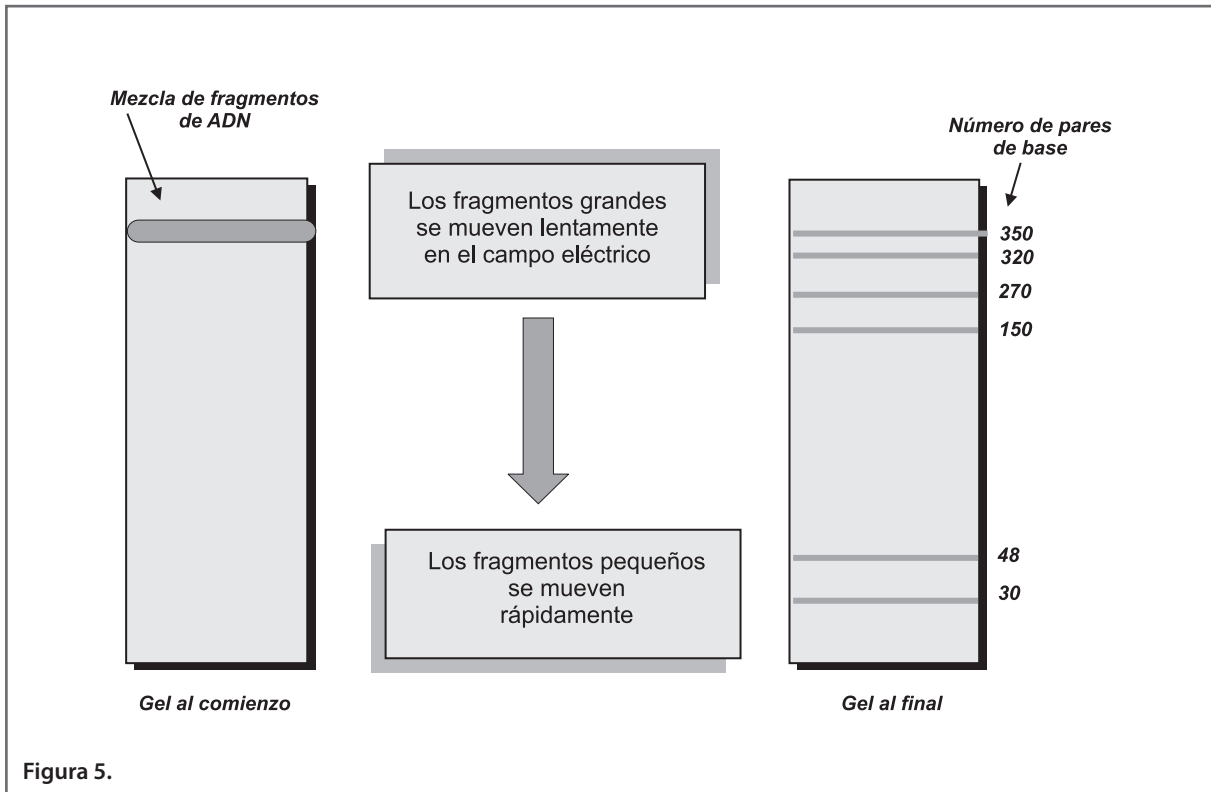 Mezcla de fragmentos
de ADN
Número de pares
de base
Los fragmentos grandes
se mueven lentamente
en el campo eléctrico
350
320
270
150
Los fragmentos pequeños
se mueven
rápidamente
48
30
Gel al comienzo
Gel al final
Figura 5.